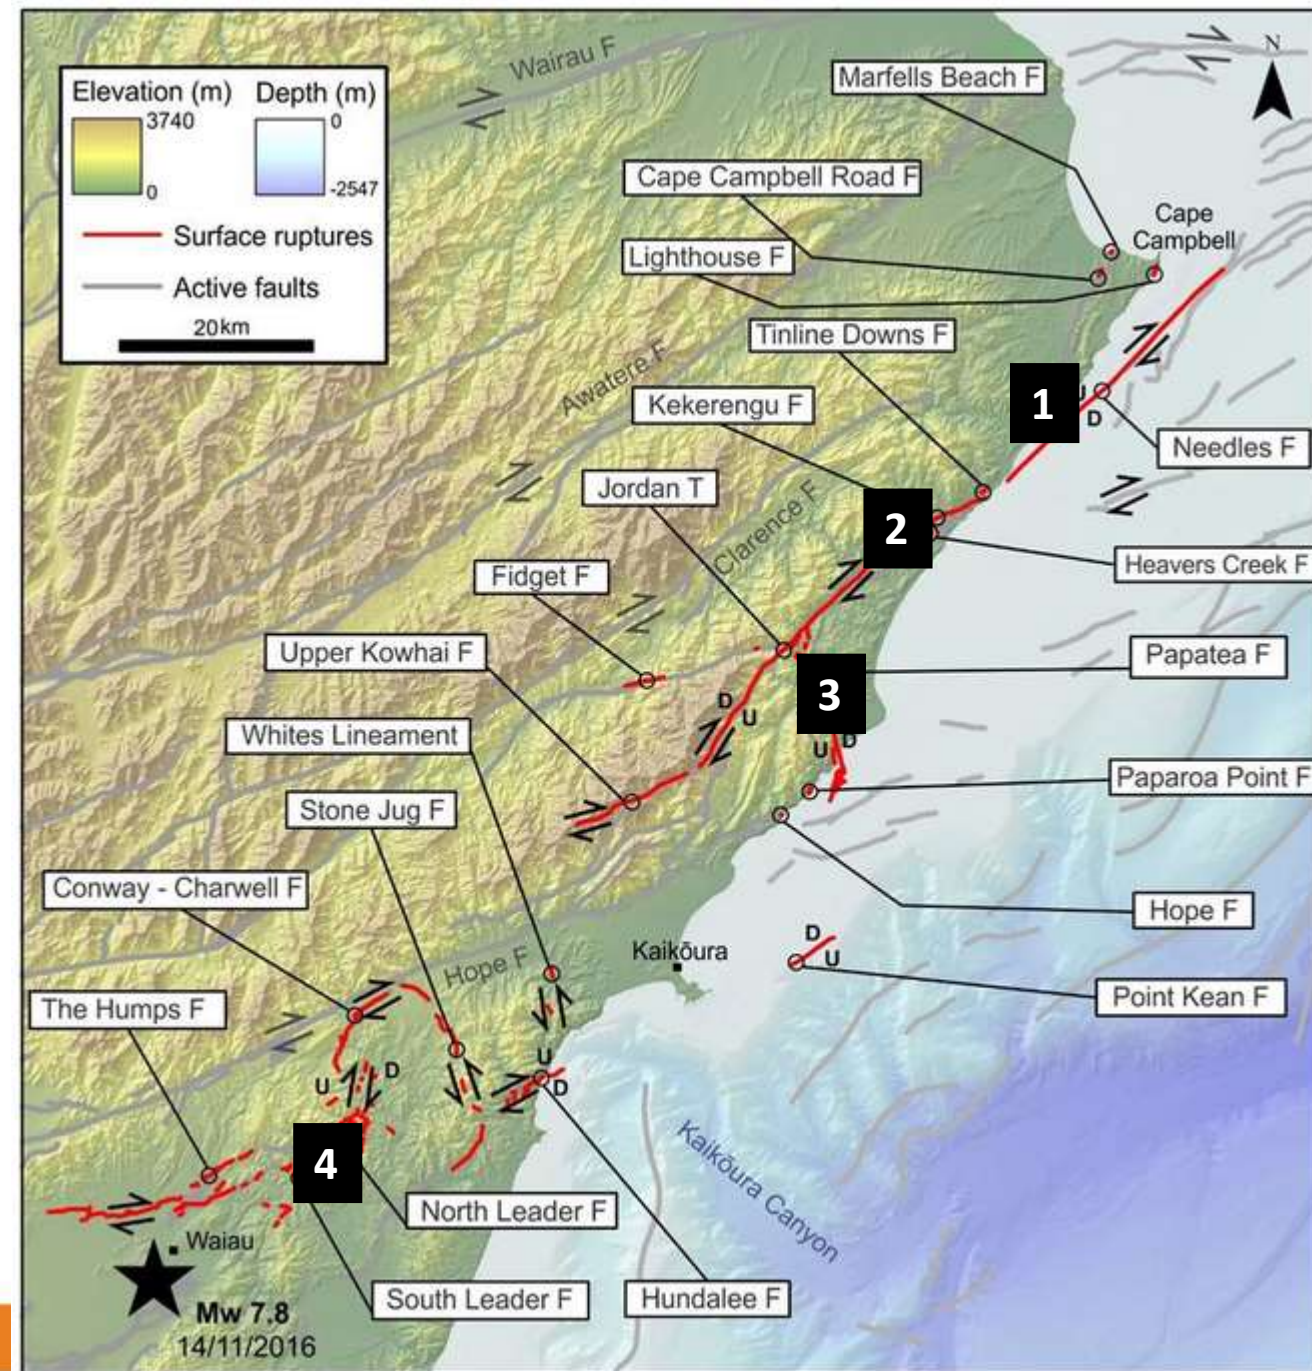 Elevation (m)
Depth (m)
3740
0
0
-2547
Surface ruptures
Active faults
20km
Wairau F
N
Marfells Beach F
Cape Campbell Road F
Cape
Campbell
Lighthouse F
Tinline Downs F
Awatere F
Kekerengu F
1
U
D
Needles F
Jordan T
Clarence F
2
Fidget F
Heavers Creek F
Upper Kowhai F
Papatea F
3
D
U
Whites Lineament
U
D
Paparoa Point F
Stone Jug F
Conway - Charwell F
Hope F
D
U
Kaikōura
Hope F
The Humps F
Point Kean F
U
D
U
D
4
Kaikōura Canyon
North Leader F
Waiau
South Leader F
Hundalee F
Mw 7.8
14/11/2016